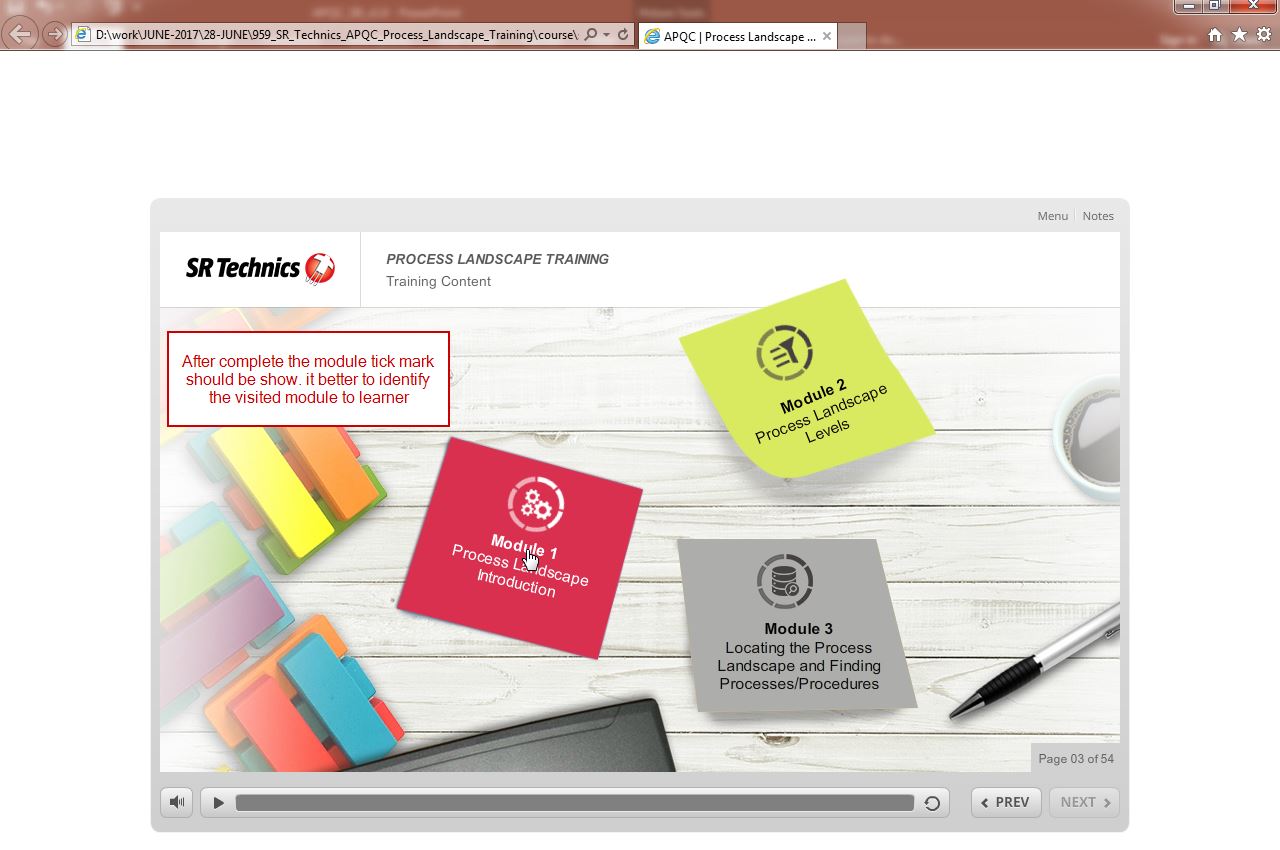 D:\work\JUNE-2017\28-JUNE\959_SR_Technics_APQC_Process_Landscape_Training\course\
APQC | Process Landscape ...
Menu
Notes
SR Technics
PROCESS LANDSCAPE TRAINING
Training Content
After complete the module tick mark
should be show. it better to identify
the visited module to learner
Module 2
Process Landscape
Levels
Module 1
Process Landscape
Introduction
Module 3
Locating the Process
Landscape and Finding
Processes/Procedures
Page 03 of 54
PREV
NEXT